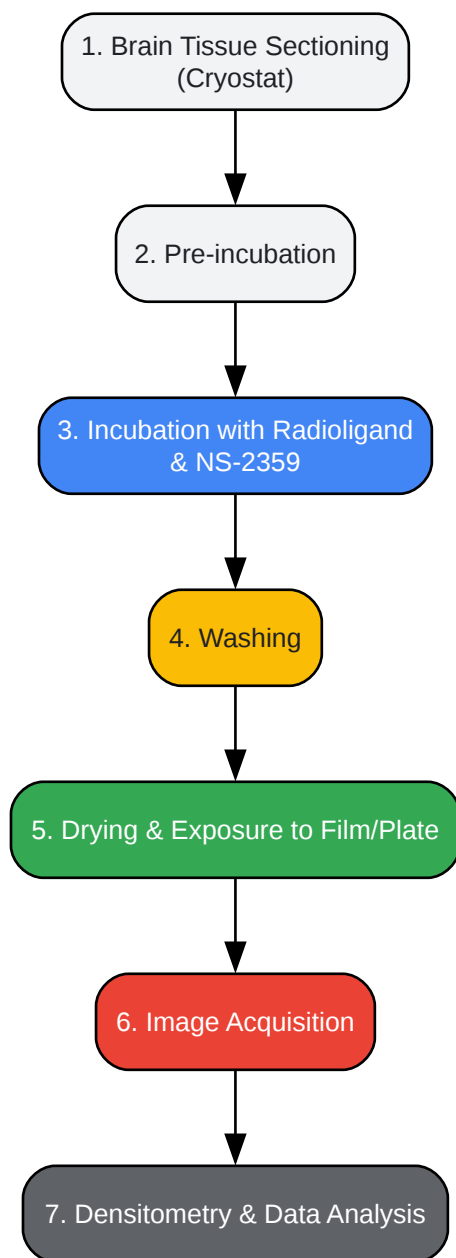 1. Brain Tissue Sectioning
(Cryostat)
2. Pre-incubation
3. Incubation with Radioligand
& NS-2359
4. Washing
5. Drying & Exposure to Film/Plate
6. Image Acquisition
7. Densitometry & Data Analysis